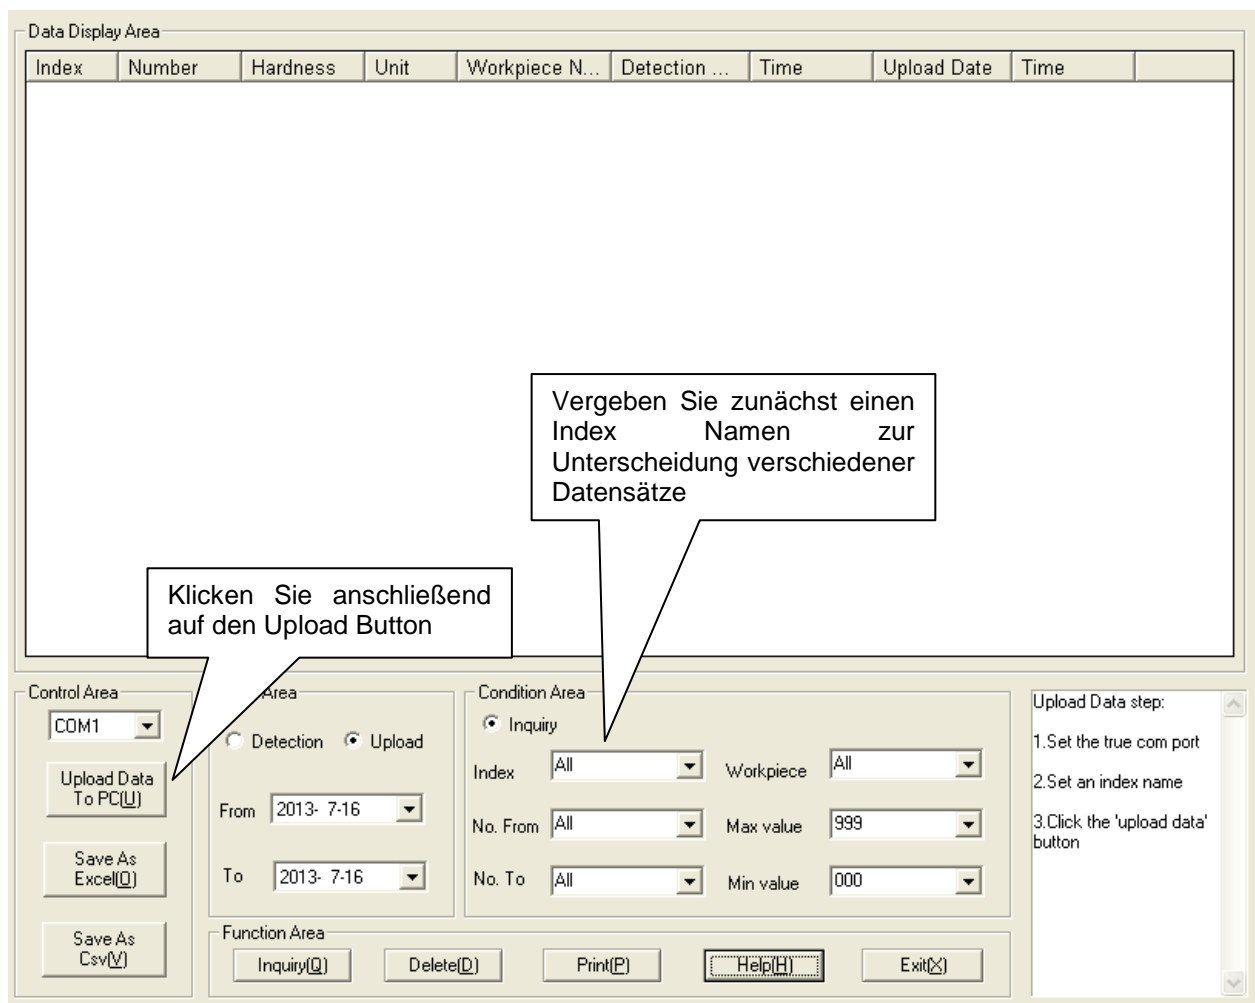 Data Display Area
Index Number Hardness Unit Workpiece N... Detection ... Time Upload Date Time
Vergeben Sie zunächst einen
Index Namen zur
Unterscheidung verschiedener
Datensätze
Klicken Sie anschließend
auf den Upload Button
Control Area
COM1
Upload Data
To PC(U)
Save As
Excel(O)
Save As
Csv(V)
Area
Detection Upload
From 2013- 7-16
To 2013- 7-16
Condition Area
Inquiry
Index All Workpiece All
No. From All Max value 999
No. To All Min value 000
Function Area
Inquiry(Q) Delete(D) Print(P) Help(H) Exit(X)
Upload Data step:
1.Set the true com port
2.Set an index name
3.Click the 'upload data'
button